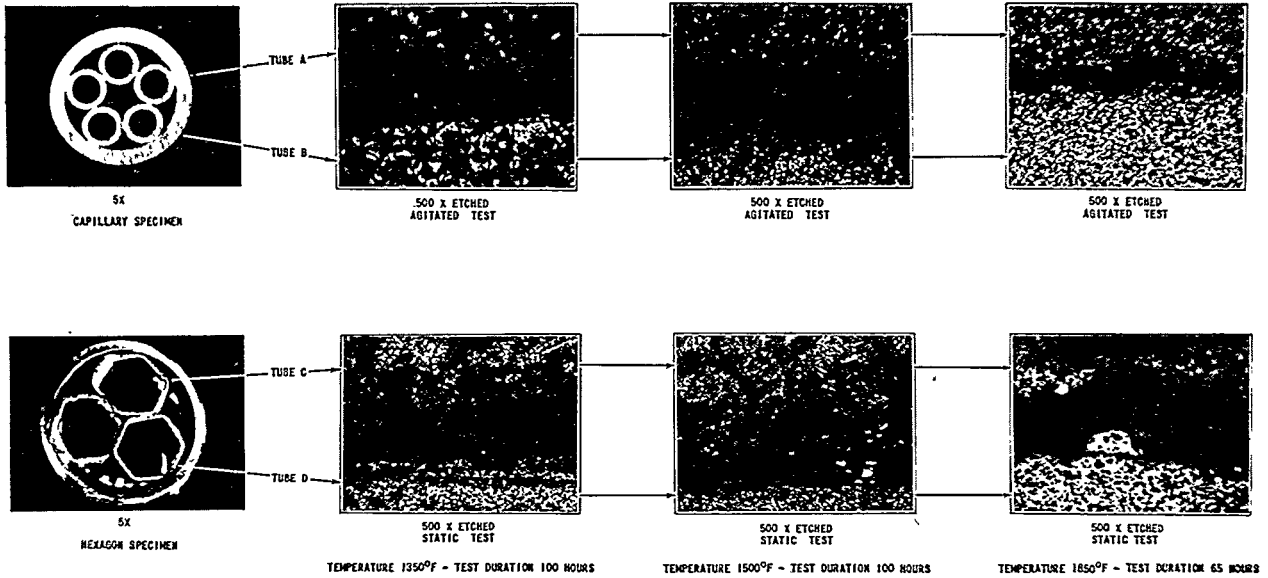 TUBE A
TUBE B
5X
CAPILLARY SPECIMEN
.500 X ETCHED
AGITATED TEST
500 X ETCHED
AGITATED TEST
500 X ETCHED
AGITATED TEST
TUBE C
TUBE D
5X
HEXAGON SPECIMEN
500 X ETCHED
STATIC TEST
500 X ETCHED
STATIC TEST
500 X ETCHED
STATIC TEST
TEMPERATURE 1350°F - TEST DURATION 100 HOURS
TEMPERATURE 1500°F - TEST DURATION 100 HOURS
TEMPERATURE 1850°F - TEST DURATION 65 HOURS